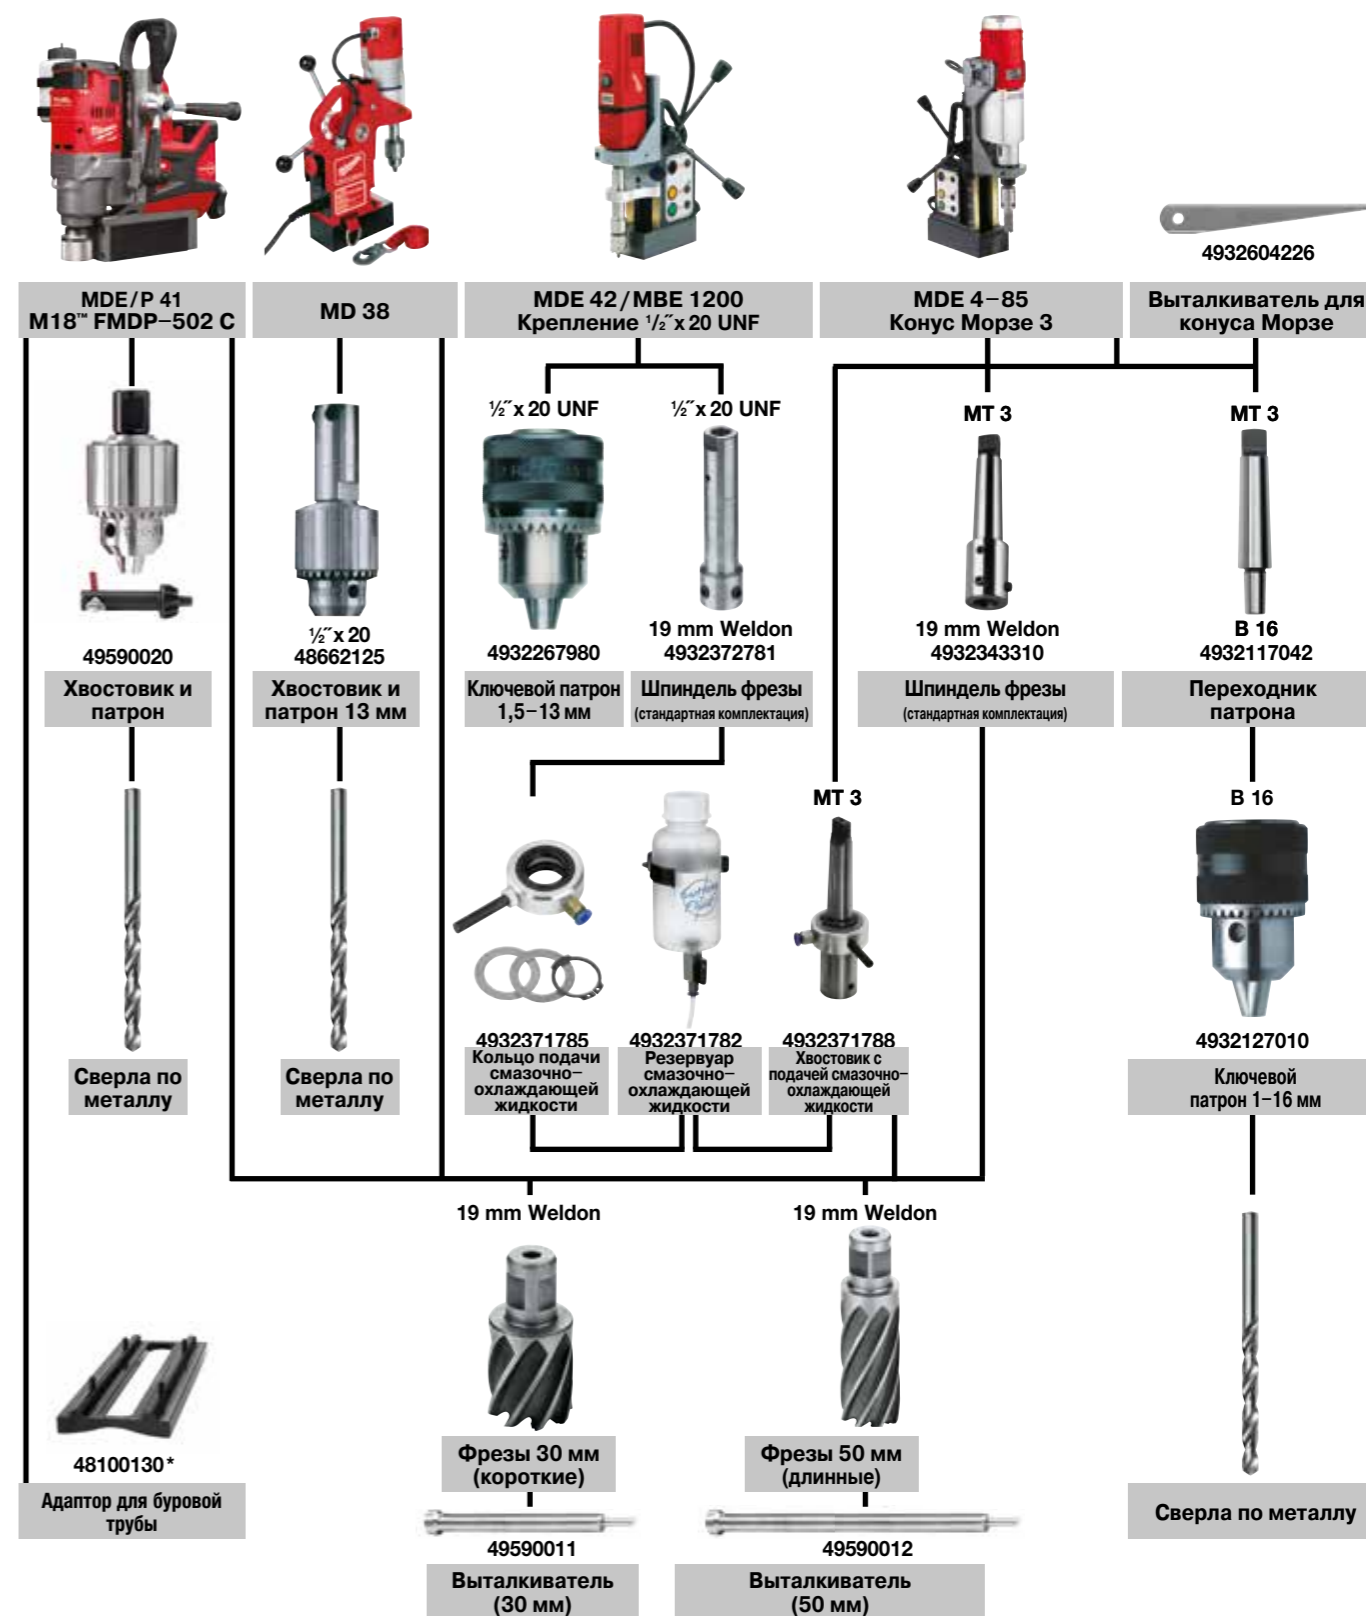 4932604226
MDE/P 41
M18™ FMDP-502 C
MD 38
MDE 42/MBE 1200
Крепление ½˝x 20 UNF
MDE 4-85
Конус Морзе 3
Выталкиватель для
конуса Морзе
½˝x 20 UNF
½˝x 20 UNF
MT 3
MT 3
49590020
½˝x 20
48662125
4932267980
19 mm Weldon
4932372781
19 mm Weldon
4932343310
B 16
4932117042
Хвостовик и
патрон
Хвостовик и
патрон 13 мм
Ключевой патрон
1,5-13 мм
Шпиндель фрезы
(стандартная комплектация)
Шпиндель фрезы
(стандартная комплектация)
Переходник
патрона
MT 3
B 16
4932371785
Кольцо подачи
смазочно-
охлаждающей
жидкости
4932371782
Резервуар
смазочно-
охлаждающей
жидкости
4932371788
Хвостовик с
подачей смазочно-
охлаждающей
жидкости
4932127010
Ключевой
патрон 1-16 мм
Сверла по
металлу
Сверла по
металлу
19 mm Weldon
19 mm Weldon
48100130*
Адаптор для буровой
трубы
Фрезы 30 мм
(короткие)
Фрезы 50 мм
(длинные)
Сверла по металлу
49590011
Выталкиватель
(30 мм)
49590012
Выталкиватель
(50 мм)